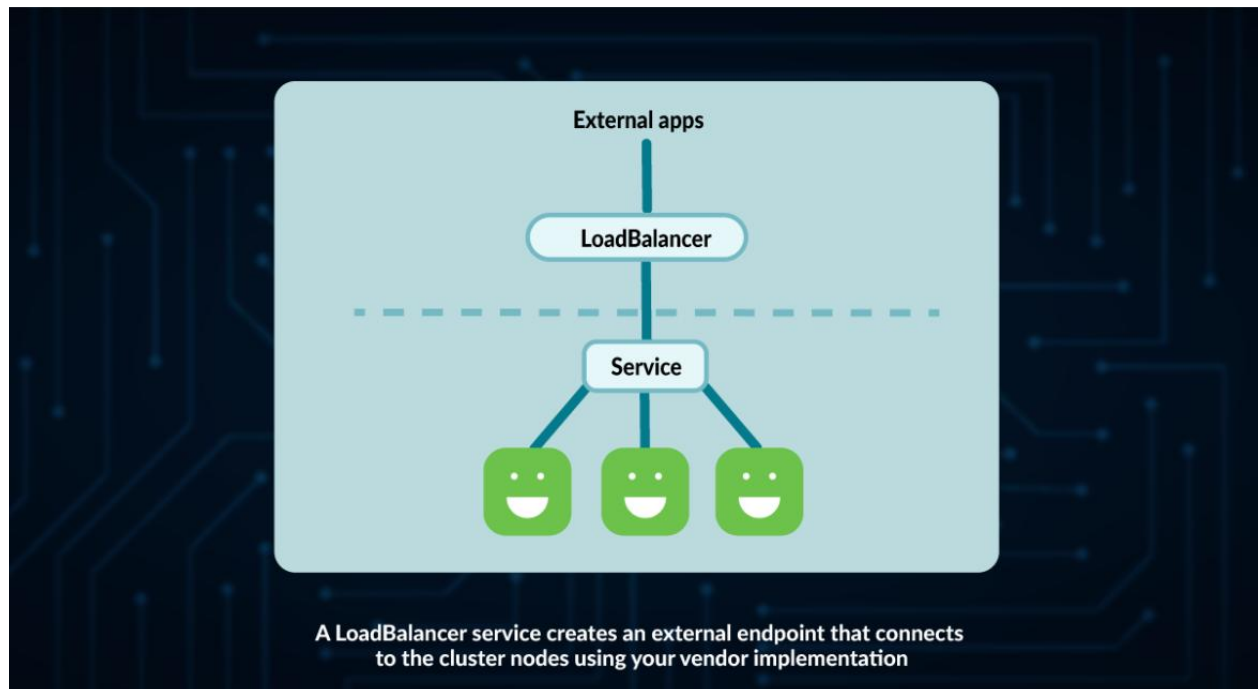 External apps
LoadBalancer
Service
A LoadBalancer service creates an external endpoint that connects
to the cluster nodes using your vendor implementation